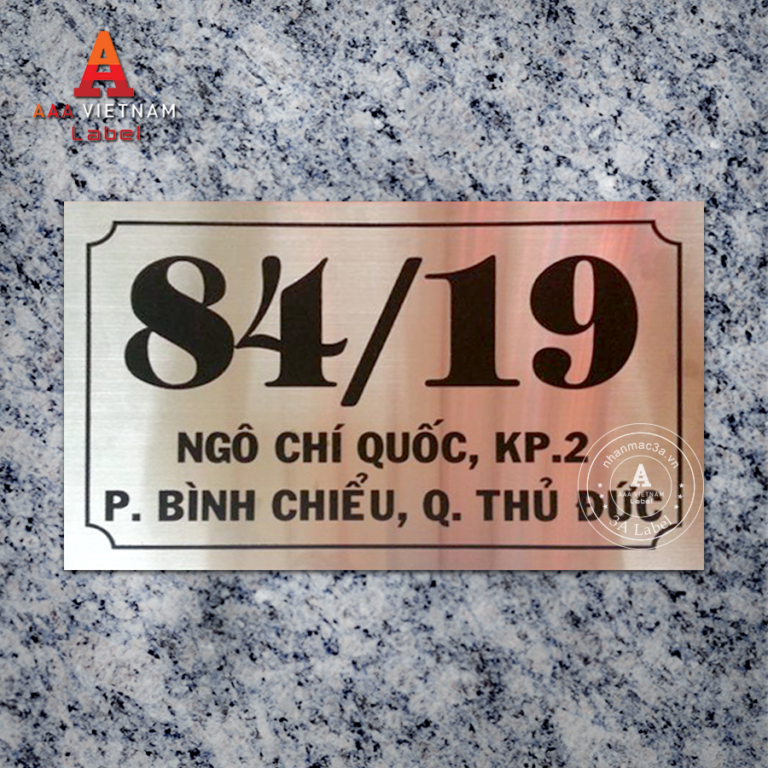 A
AAA VIETNAM
Label
84/19
NGÔ CHÍ QUỐC, KP.2
P. BÌNH CHIỂU, Q. THỦ ĐỨC
nhanmac3a.vn
A
AAA VIETNAM
Label
3A Label